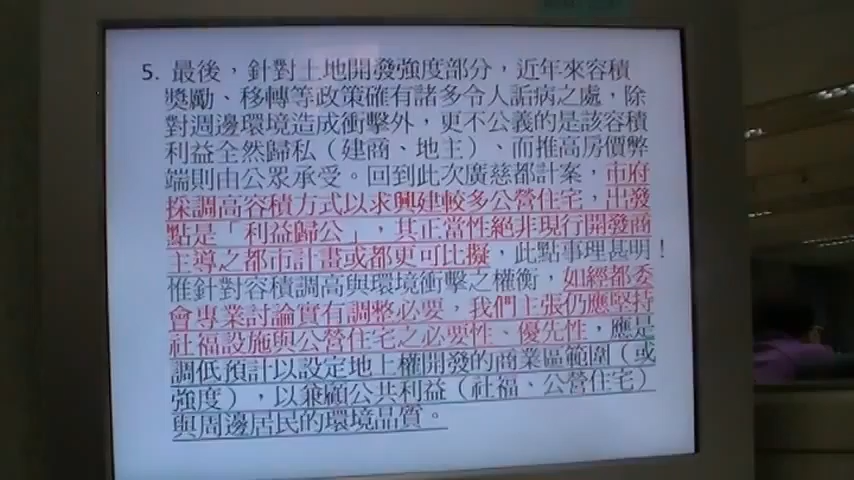 5. 最後，針對土地開發強度部分，近年來容積
獎勵、移轉等政策確有諸多令人詬病之處，除
對週邊環境造成衝擊外，更不公義的是該容積
利益全然歸私（建商、地主）、而推高房價弊
端則由公眾承受。回到此次廣慈都計案，市府
採調高容積方式以求興建較多公營住宅，出發
點是「利益歸公」，其正當性絕非現行開發商
主導之都市計畫或都更可比擬，此點事理甚明！
惟針對容積調高與環境衝擊之權衡，如經都委
會專業討論實有調整必要，我們主張仍應堅持
社福設施與公營住宅之必要性、優先性，應是
調低預計以設定地上權開發的商業區範圍（或
強度），以兼顧公共利益（社福、公營住宅）
與周邊居民的環境品質。